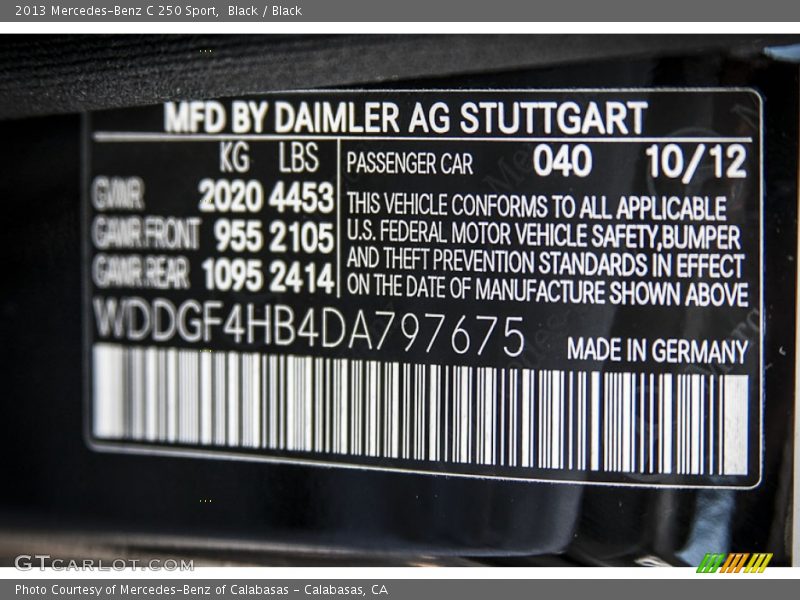 2013 Mercedes-Benz C 250 Sport, Black / Black
MFD BY DAIMLER AG STUTTGART
KG LBS
GVWR 2020 4453
GAWR FRONT 955 2105
GAWR REAR 1095 2414
PASSENGER CAR 040 10/12
THIS VEHICLE CONFORMS TO ALL APPLICABLE
U.S. FEDERAL MOTOR VEHICLE SAFETY,BUMPER
AND THEFT PREVENTION STANDARDS IN EFFECT
ON THE DATE OF MANUFACTURE SHOWN ABOVE
WDDGF4HB4DA797675
MADE IN GERMANY
GTCARLOT.COM
Photo Courtesy of Mercedes-Benz of Calabasas - Calabasas, CA